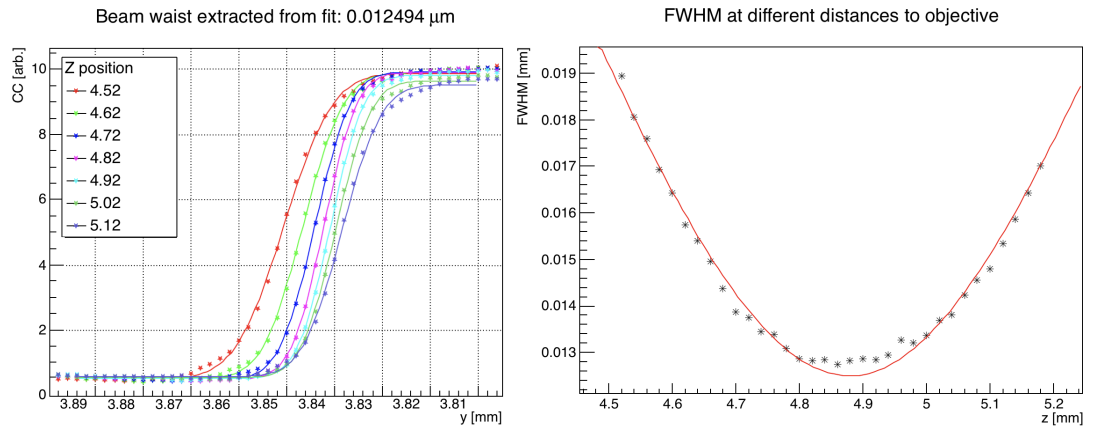 Beam waist extracted from fit: 0.012494 μm
CC [arb.]
10
8
6
4
2
0
Z position
4.52
4.62
4.72
4.82
4.92
5.02
5.12
3.89 3.88 3.87 3.86 3.85 3.84 3.83 3.82 3.81
y [mm]
FWHM at different distances to objective
FWHM [mm]
0.019
0.018
0.017
0.016
0.015
0.014
0.013
4.5 4.6 4.7 4.8 4.9 5 5.1 5.2
z [mm]